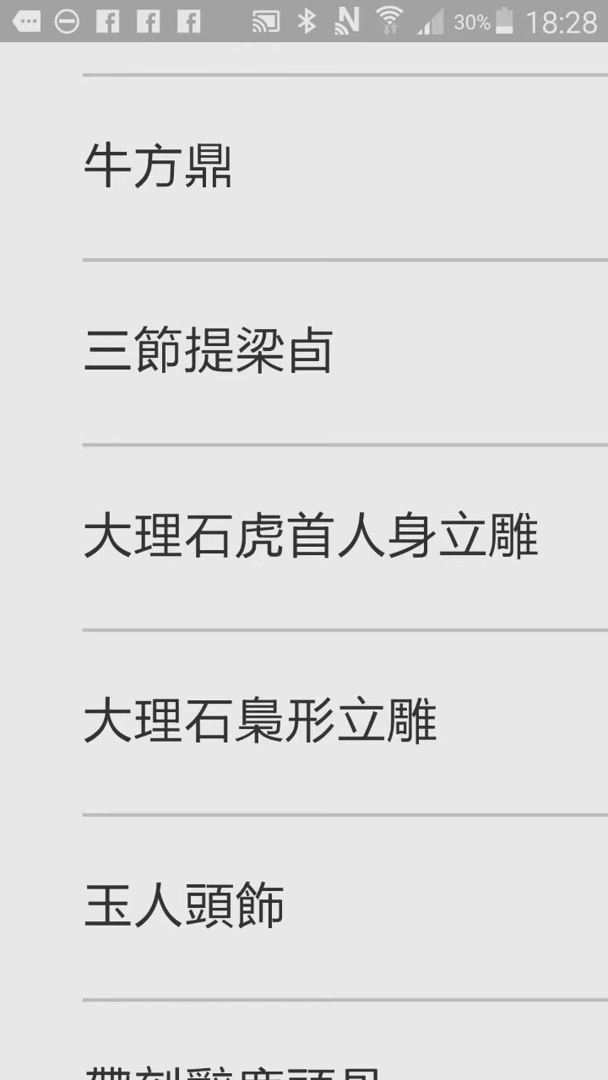 30% 18:28
牛方鼎
三節提梁卣
大理石虎首人身立雕
大理石梟形立雕
玉人頭飾